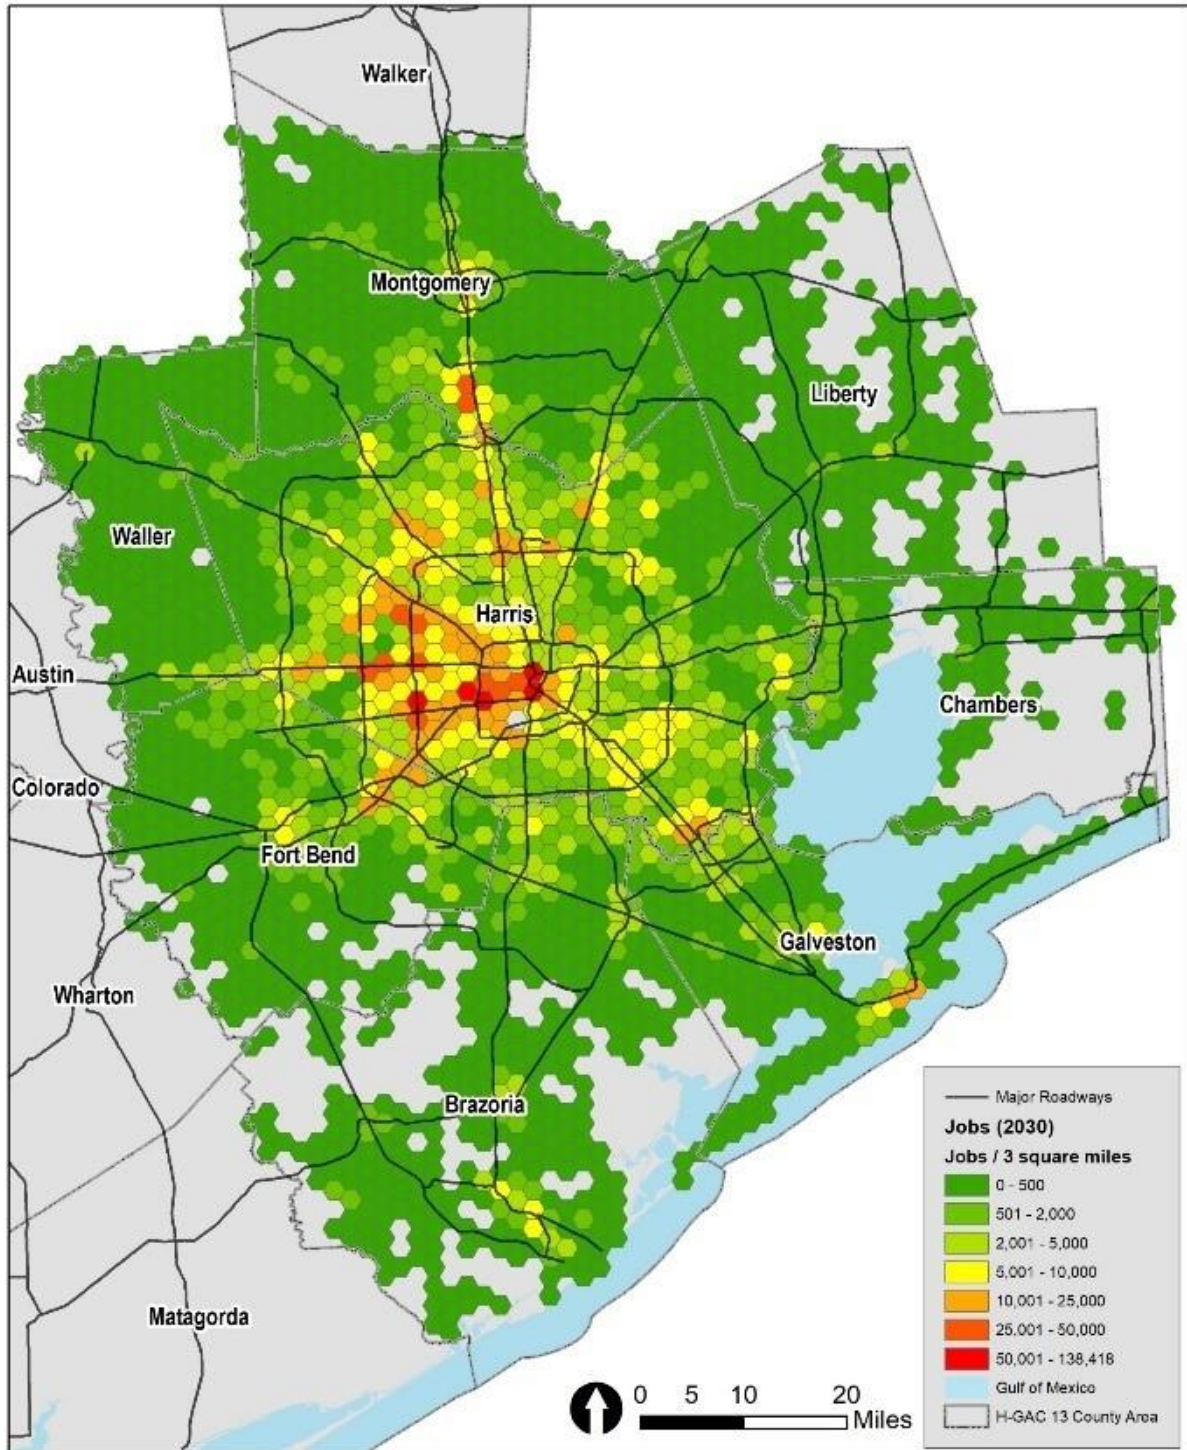 Walker
Montgomery
Liberty
Waller
Harris
Austin
Chambers
Colorado
Fort Bend
Galveston
Wharton
Brazoria
Matagorda
Major Roadways
Jobs (2030)
Jobs / 3 square miles
0 - 500
501 - 2,000
2,001 - 5,000
5,001 - 10,000
10,001 - 25,000
25,001 - 50,000
50,001 - 138,418
Gulf of Mexico
H-GAC 13 County Area
0 5 10 20
Miles